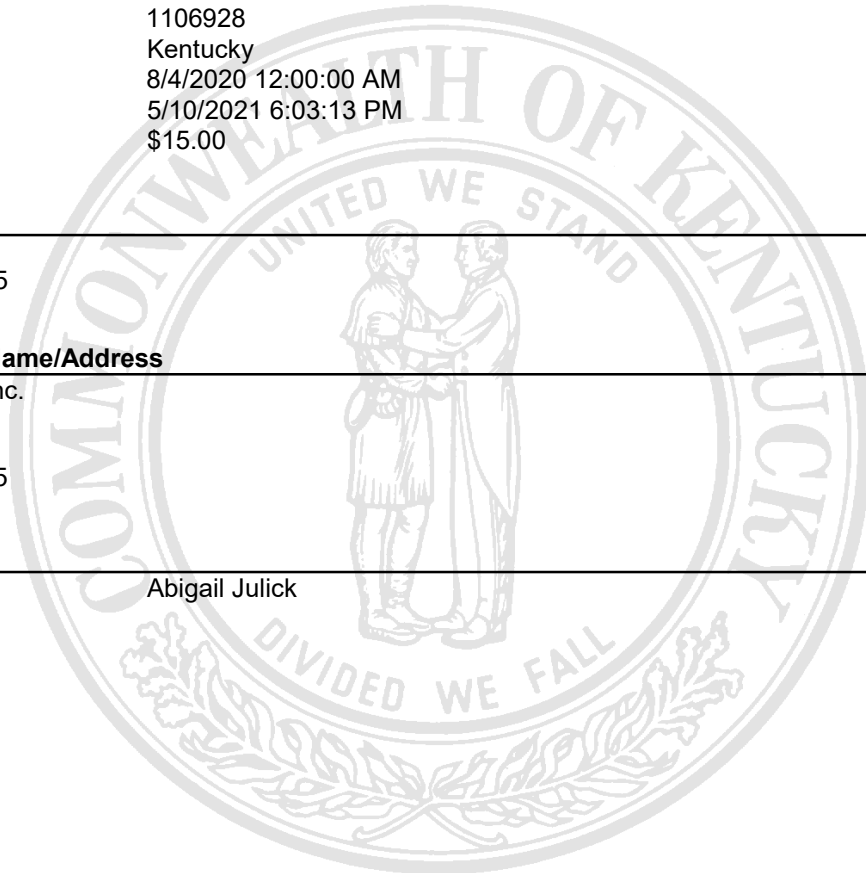 1106928
Kentucky
8/4/2020 12:00:00 AM
5/10/2021 6:03:13 PM
$15.00
5
ame/Address
nc.
5
Abigail Julick
COMMONWEALTH OF KENTUCKY
UNITED WE STAND
DIVIDED WE FALL